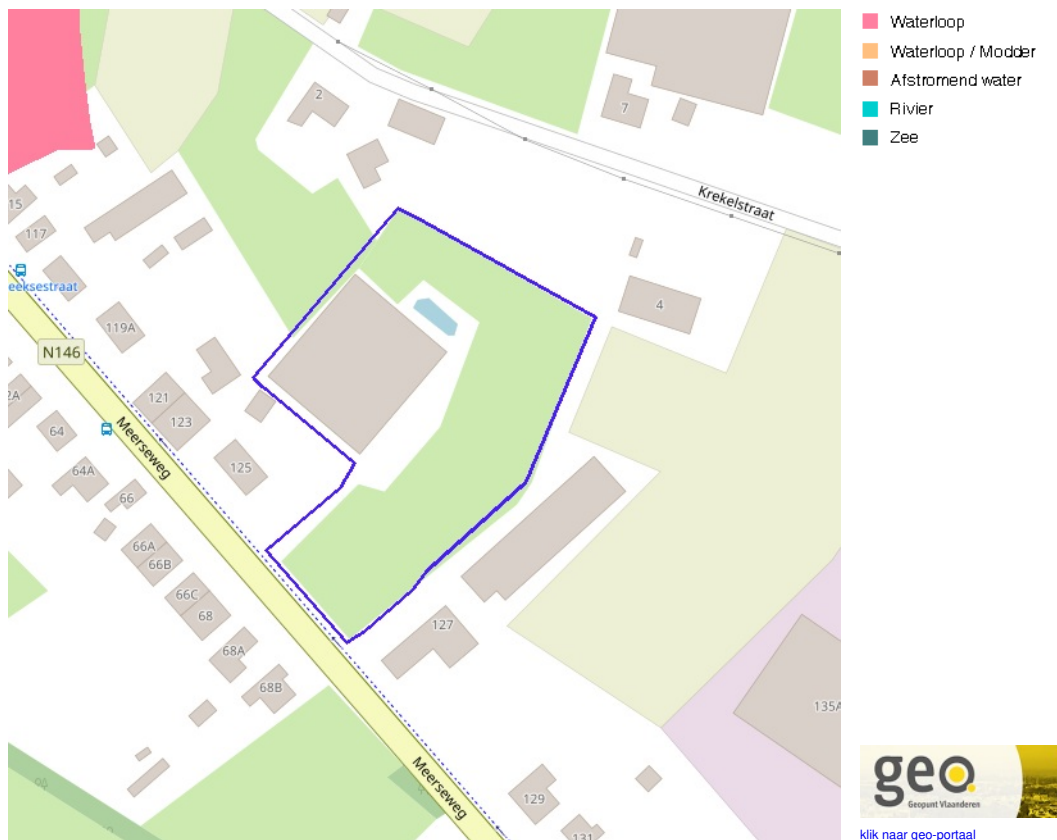 2
7
Krekelstraat
15
117
eeksestraat
4
119A
N146
2A
121
123
64
Meerseweg
125
64A
66
66A
66B
66C
68
127
68A
68B
135A
Meerseweg
129
131
Waterloop
Waterloop / Modder
Afstromend water
Rivier
Zee
geo
Geopunt Vlaanderen
klik naar geo-portaal